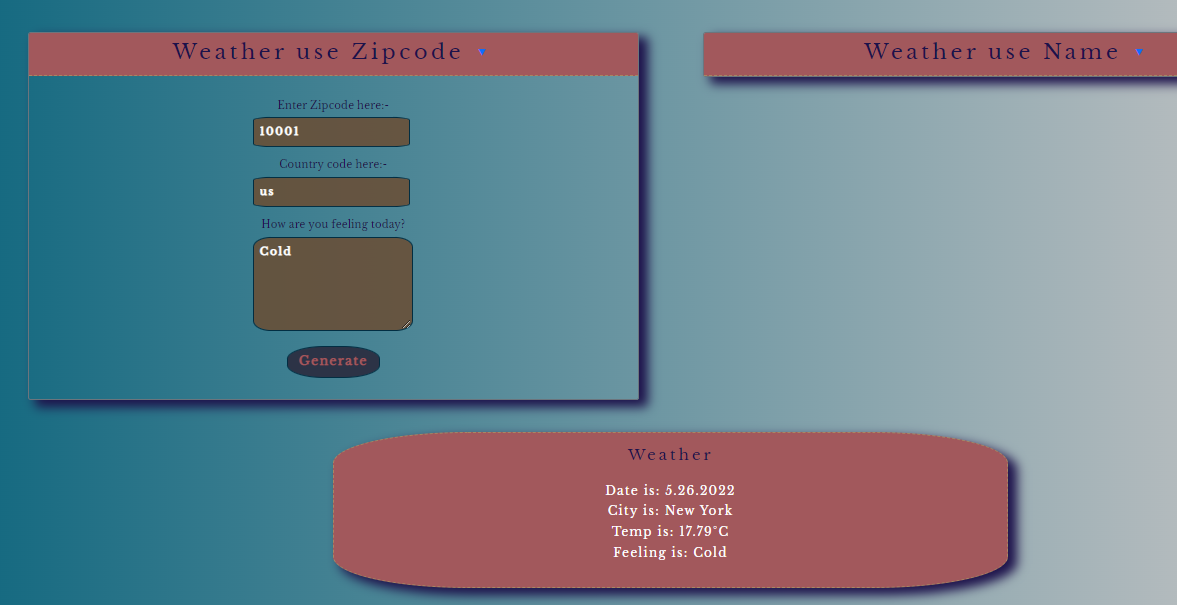 Weather use Zipcode
Weather use Name
Enter Zipcode here:-
10001
Country code here:-
us
How are you feeling today?
Cold
Generate
Weather
Date is: 5.26.2022
City is: New York
Temp is: 17.79°C
Feeling is: Cold